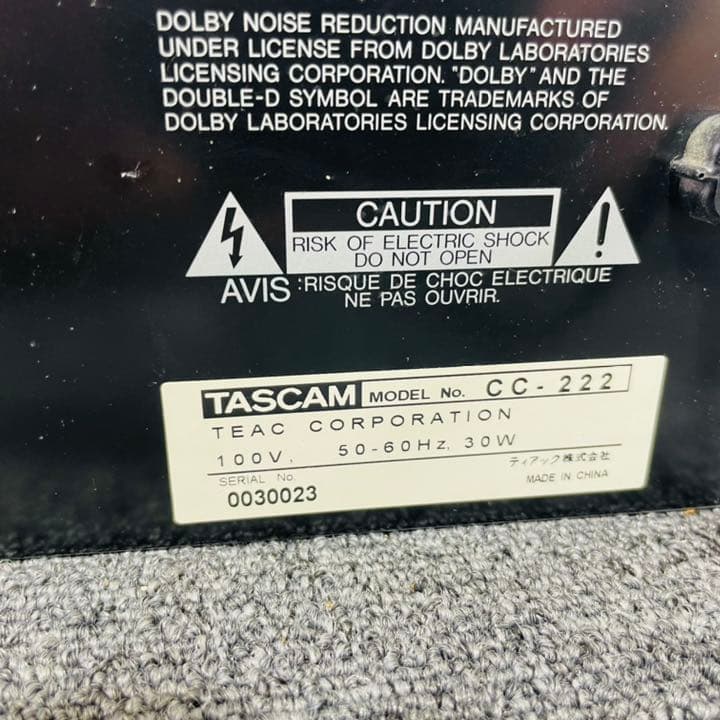 DOLBY NOISE REDUCTION MANUFACTURED
UNDER LICENSE FROM DOLBY LABORATORIES
LICENSING CORPORATION. "DOLBY" AND THE
DOUBLE-D SYMBOL ARE TRADEMARKS OF
DOLBY LABORATORIES LICENSING CORPORATION.
CAUTION
RISK OF ELECTRIC SHOCK
DO NOT OPEN
AVIS :RISQUE DE CHOC ELECTRIQUE
NE PAS OUVRIR.
TASCAM MODEL No. CC-222
TEAC CORPORATION
100V, 50-60Hz, 30W
ティアック株式会社
SERIAL No.
MADE IN CHINA
0030023